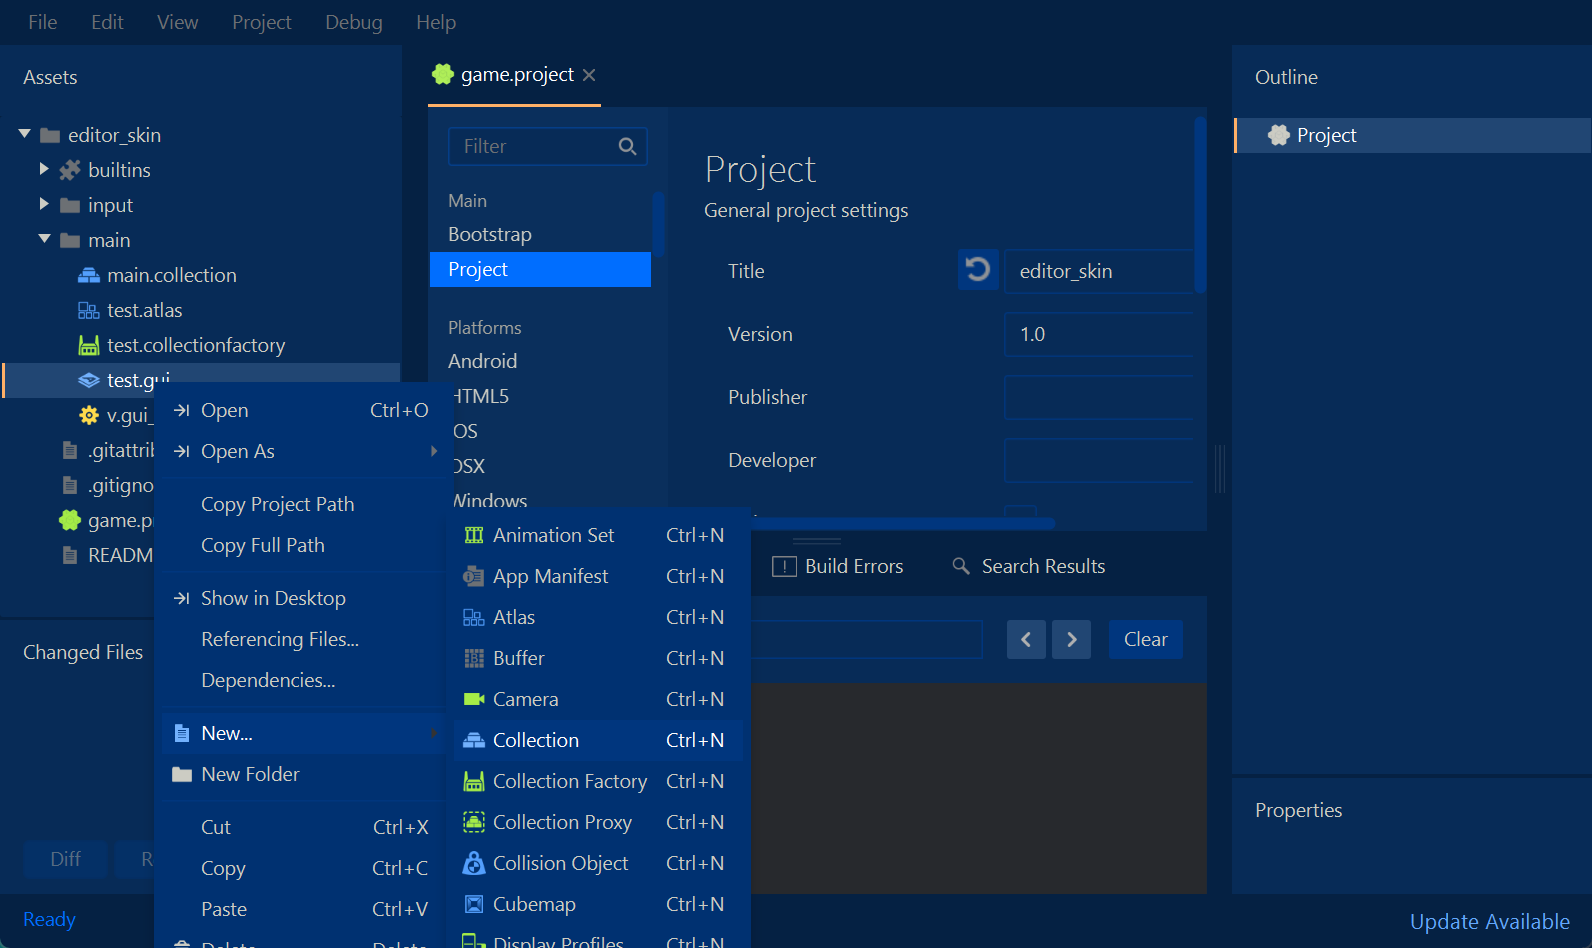 File Edit View Project Debug Help
Assets
editor_skin
builtins
input
main
main.collection
test.atlas
test.collectionfactory
test.gui
v.gui_
.gitattrib
.gitigno
game.p
READM
Changed Files
Diff R
Ready
game.project
Filter
Main
Bootstrap
Project
Platforms
Android
HTML5
iOS
OSX
Windows
Project
General project settings
Title editor_skin
Version 1.0
Publisher
Developer
Build Errors Search Results
Clear
Outline
Project
Properties
Update Available
Open Ctrl+O
Open As
Copy Project Path
Copy Full Path
Show in Desktop
Referencing Files...
Dependencies...
New...
New Folder
Cut Ctrl+X
Copy Ctrl+C
Paste Ctrl+V
Delete Delete
Animation Set Ctrl+N
App Manifest Ctrl+N
Atlas Ctrl+N
Buffer Ctrl+N
Camera Ctrl+N
Collection Ctrl+N
Collection Factory Ctrl+N
Collection Proxy Ctrl+N
Collision Object Ctrl+N
Cubemap Ctrl+N
Display Profiles Ctrl+N